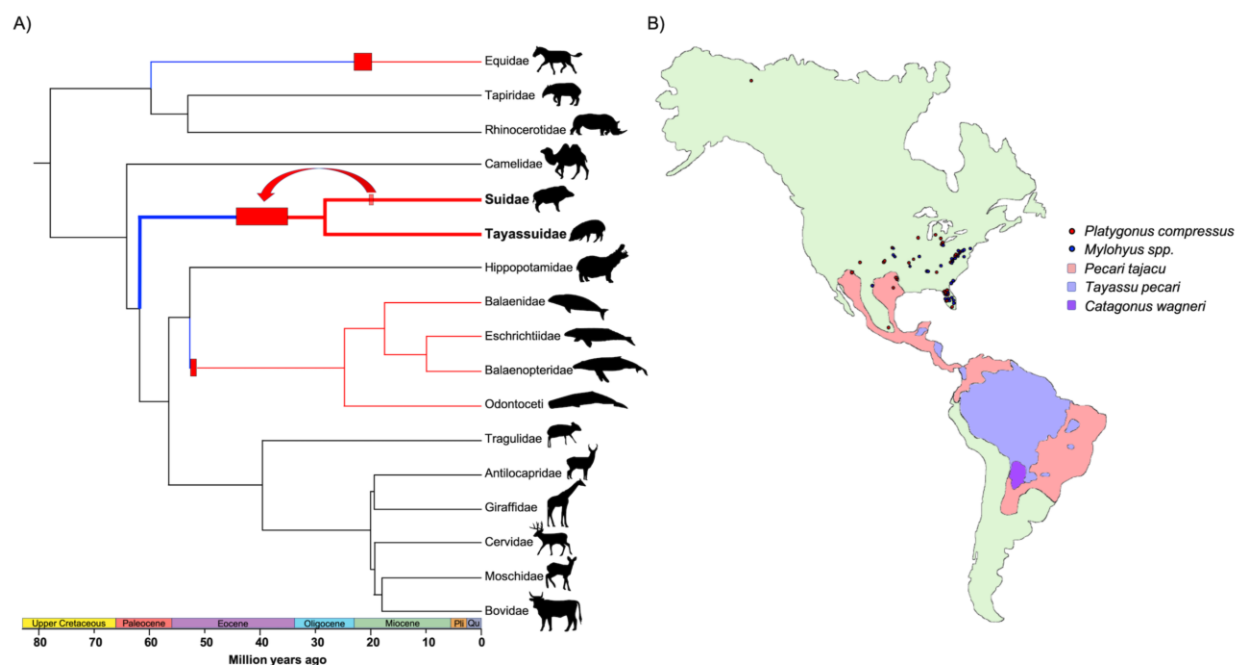 A)
Equidae
Tapiridae
Rhinocerotidae
Camelidae
Suidae
Tayassuidae
Hippopotamidae
Balaenidae
Eschrichtiidae
Balaenopteridae
Odontoceti
Tragulidae
Antilocapridae
Giraffidae
Cervidae
Moschidae
Bovidae
Upper Cretaceous Paleocene Eocene Oligocene Miocene Pli Qu
80 70 60 50 40 30 20 10 0
Million years ago
B)
Platygonus compressus
Mylohyus spp.
Pecari tajacu
Tayassu pecari
Catagonus wagneri